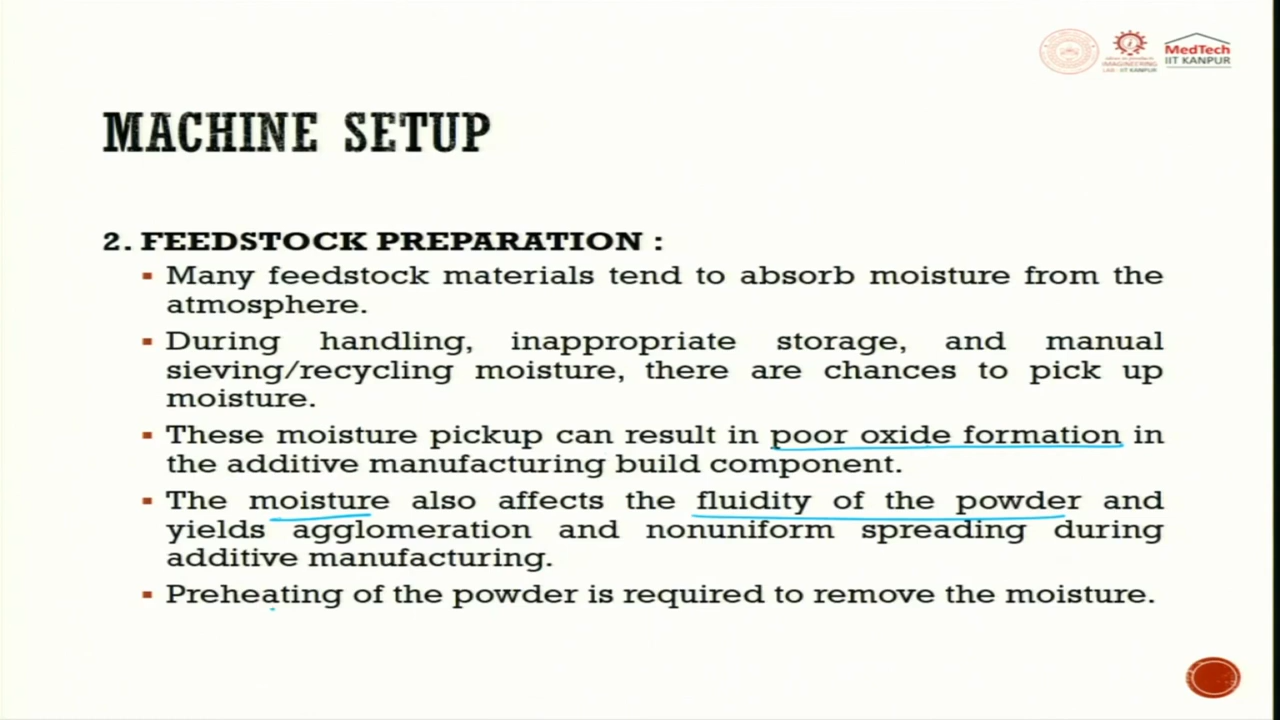 MedTech
IIT KANPUR
IMAGINEERING
LAB - IIT KANPUR
MACHINE SETUP
2. FEEDSTOCK PREPARATION :
Many feedstock materials tend to absorb moisture from the
atmosphere.
During handling, inappropriate storage, and manual
sieving/recycling moisture, there are chances to pick up
moisture.
These moisture pickup can result in poor oxide formation in
the additive manufacturing build component.
The moisture also affects the fluidity of the powder and
yields agglomeration and nonuniform spreading during
additive manufacturing.
Preheating of the powder is required to remove the moisture.